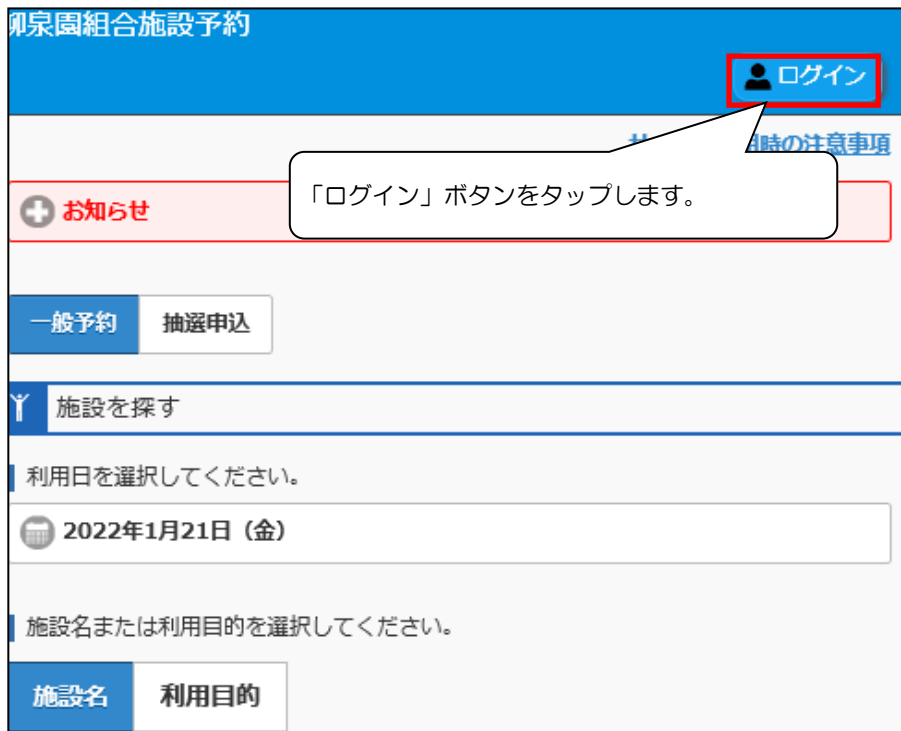 柳泉園組合施設予約
ログイン
用時の注意事項
「ログイン」ボタンをタップします。
お知らせ
一般予約 抽選申込
施設を探す
利用日を選択してください。
2022年1月21日（金）
施設名または利用目的を選択してください。
施設名 利用目的